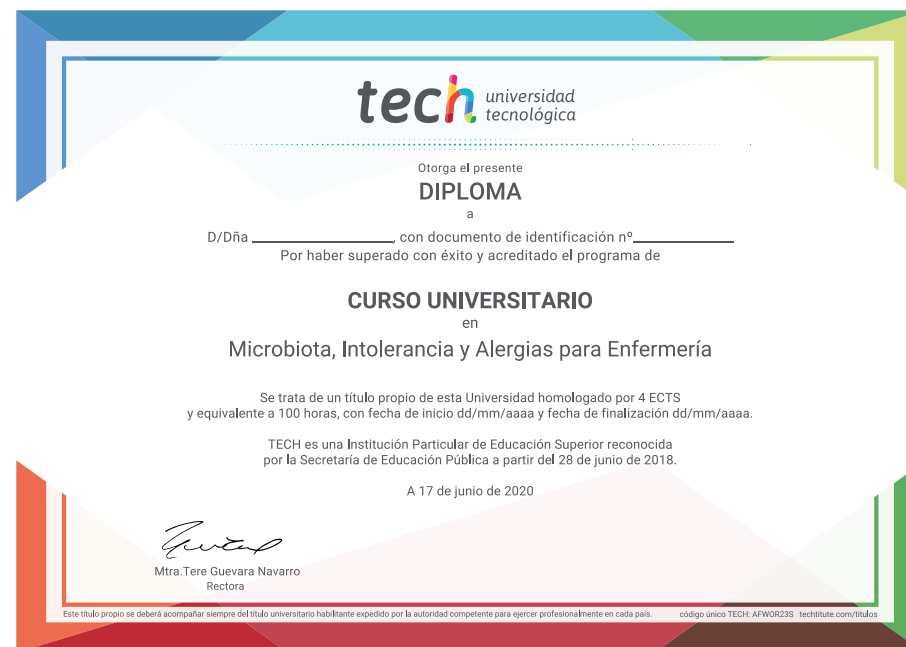 tech universidad
tecnológica
Otorga el presente
DIPLOMA
a
D/Dña ____________________, con documento de identificación nº______________
Por haber superado con éxito y acreditado el programa de
CURSO UNIVERSITARIO
en
Microbiota, Intolerancia y Alergias para Enfermería
Se trata de un título propio de esta Universidad homologado por 4 ECTS
y equivalente a 100 horas, con fecha de inicio dd/mm/aaaa y fecha de finalización dd/mm/aaaa.
TECH es una Institución Particular de Educación Superior reconocida
por la Secretaría de Educación Pública a partir del 28 de junio de 2018.
A 17 de junio de 2020
Mtra.Tere Guevara Navarro
Rectora
Este título propio se deberá acompañar siempre del título universitario habilitante expedido por la autoridad competente para ejercer profesionalmente en cada país. código único TECH: AFWOR23S techtitute.com/titulos